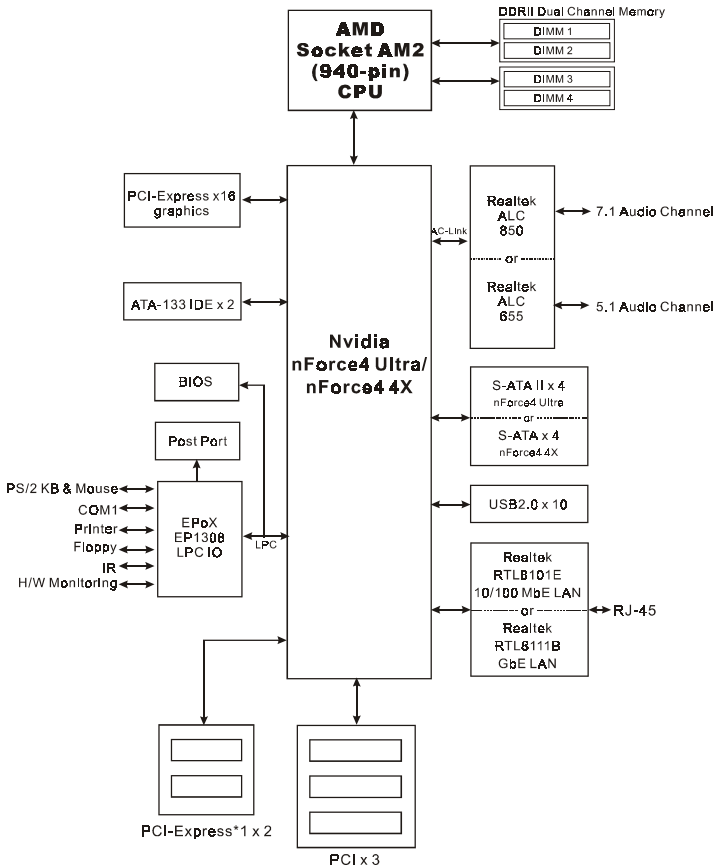 DDRII Dual Channel Memory
AMD
Socket AM2
(940-pin)
CPU
DIMM 1
DIMM 2
DIMM 3
DIMM 4
PCI-Express x16
graphics
AC-Link
Realtek
ALC
850
or
Realtek
ALC
655
7.1 Audio Channel
5.1 Audio Channel
ATA-133 IDE x 2
Nvidia
nForce4 Ultra/
nForce4 4X
BIOS
S-ATA II x 4
nForce4 Ultra
or
S-ATA x 4
nForce4 4X
Post Port
PS/2 KB & Mouse
COM1
Printer
Floppy
IR
H/W Monitoring
EPoX
EP1308
LPC IO
LPC
USB2.0 x 10
Realtek
RTL8101E
10/100 MbE LAN
or
Realtek
RTL8111B
GbE LAN
RJ-45
PCI-Express*1 x 2
PCI x 3